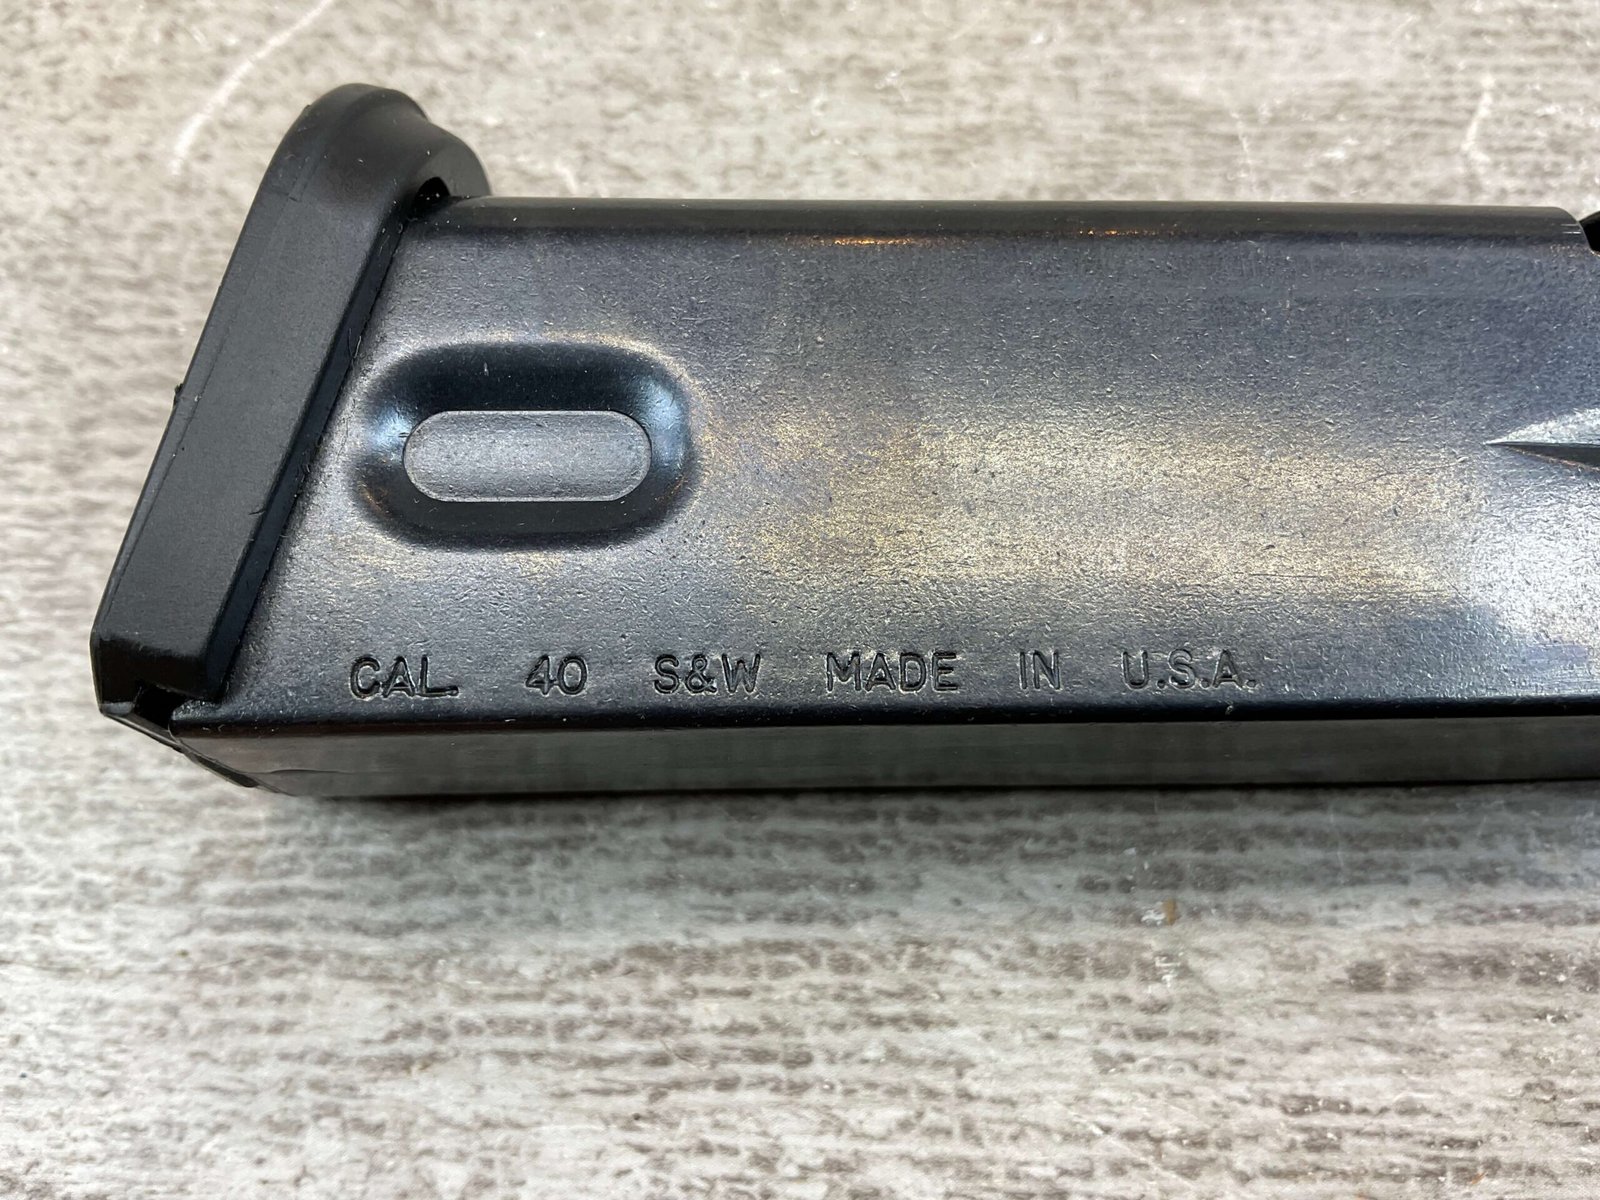 CAL. 40 S&W MADE IN U.S.A.